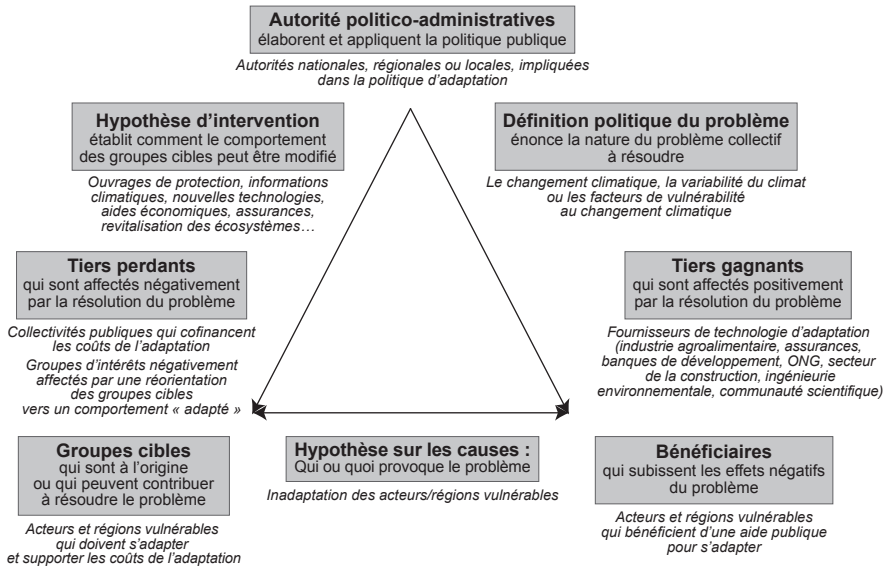 Autorité politico-administratives
élaborent et appliquent la politique publique
Autorités nationales, régionales ou locales, impliquées
dans la politique d’adaptation
Hypothèse d’intervention
établit comment le comportement
des groupes cibles peut être modifié
Ouvrages de protection, informations
climatiques, nouvelles technologies,
aides économiques, assurances,
revitalisation des écosystèmes…
Définition politique du problème
énonce la nature du problème collectif
à résoudre
Le changement climatique, la variabilité du climat
ou les facteurs de vulnérabilité
au changement climatique
Tiers perdants
qui sont affectés négativement
par la résolution du problème
Collectivités publiques qui cofinancent
les coûts de l’adaptation
Groupes d’intérêts négativement
affectés par une réorientation
des groupes cibles
vers un comportement « adapté »
Tiers gagnants
qui sont affectés positivement
par la résolution du problème
Fournisseurs de technologie d’adaptation
(industrie agroalimentaire, assurances,
banques de développement, ONG, secteur
de la construction, ingénieurie
environnementale, communauté scientifique)
Groupes cibles
qui sont à l’origine
ou qui peuvent contribuer
à résoudre le problème
Acteurs et régions vulnérables
qui doivent s’adapter
et supporter les coûts de l’adaptation
Hypothèse sur les causes :
Qui ou quoi provoque le problème
Inadaptation des acteurs/régions vulnérables
Bénéficiaires
qui subissent les effets négatifs
du problème
Acteurs et régions vulnérables
qui bénéficient d’une aide publique
pour s’adapter